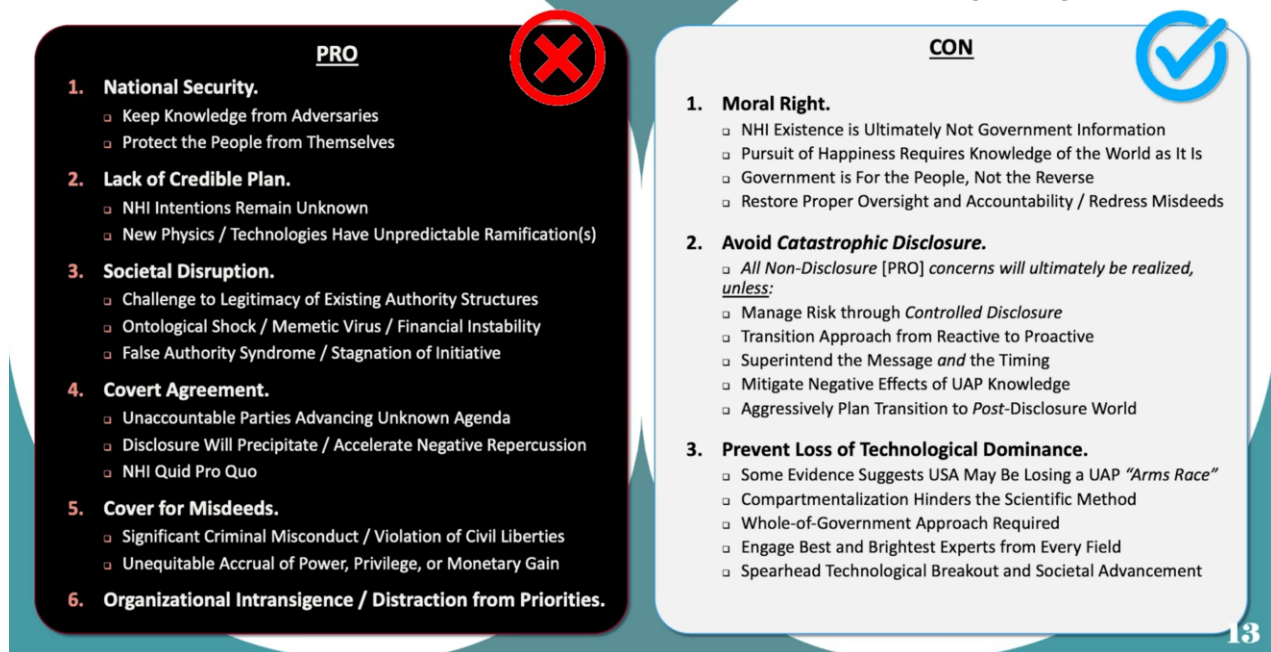 PRO
1. National Security.
▫ Keep Knowledge from Adversaries
▫ Protect the People from Themselves
2. Lack of Credible Plan.
▫ NHI Intentions Remain Unknown
▫ New Physics / Technologies Have Unpredictable Ramification(s)
3. Societal Disruption.
▫ Challenge to Legitimacy of Existing Authority Structures
▫ Ontological Shock / Memetic Virus / Financial Instability
▫ False Authority Syndrome / Stagnation of Initiative
4. Covert Agreement.
▫ Unaccountable Parties Advancing Unknown Agenda
▫ Disclosure Will Precipitate / Accelerate Negative Repercussion
▫ NHI Quid Pro Quo
5. Cover for Misdeeds.
▫ Significant Criminal Misconduct / Violation of Civil Liberties
▫ Unequitable Accrual of Power, Privilege, or Monetary Gain
6. Organizational Intransigence / Distraction from Priorities.
CON
1. Moral Right.
▫ NHI Existence is Ultimately Not Government Information
▫ Pursuit of Happiness Requires Knowledge of the World as It Is
▫ Government is For the People, Not the Reverse
▫ Restore Proper Oversight and Accountability / Redress Misdeeds
2. Avoid Catastrophic Disclosure.
▫ All Non-Disclosure [PRO] concerns will ultimately be realized,
unless:
▫ Manage Risk through Controlled Disclosure
▫ Transition Approach from Reactive to Proactive
▫ Superintend the Message and the Timing
▫ Mitigate Negative Effects of UAP Knowledge
▫ Aggressively Plan Transition to Post-Disclosure World
3. Prevent Loss of Technological Dominance.
▫ Some Evidence Suggests USA May Be Losing a UAP “Arms Race”
▫ Compartmentalization Hinders the Scientific Method
▫ Whole-of-Government Approach Required
▫ Engage Best and Brightest Experts from Every Field
▫ Spearhead Technological Breakout and Societal Advancement
13